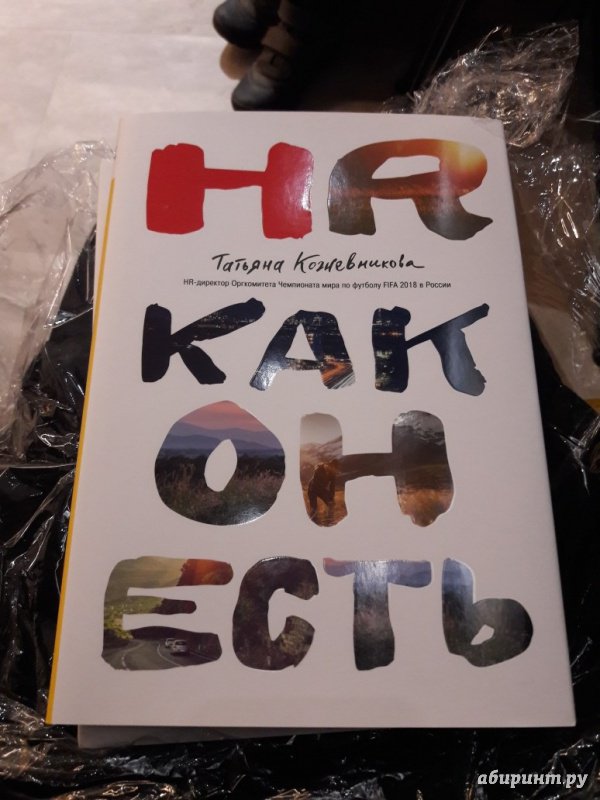 HR
Татьяна Кожевникова
HR-директор Оргкомитета Чемпионата мира по футболу FIFA 2018 в России
КАК
ОН
ЕСТЬ
абиринт.ру